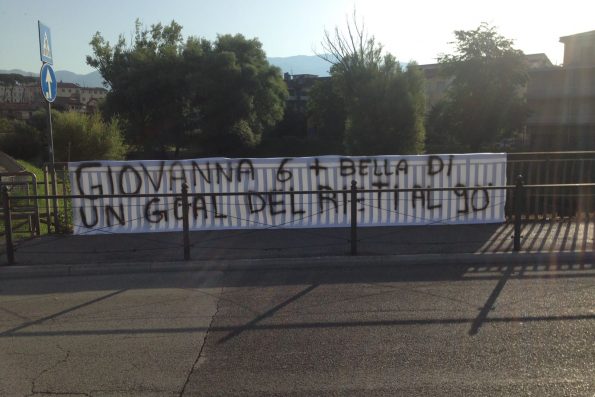 GIOVANNA 6 + BELLA DI
UN GOAL DEL RIETI AL 90'